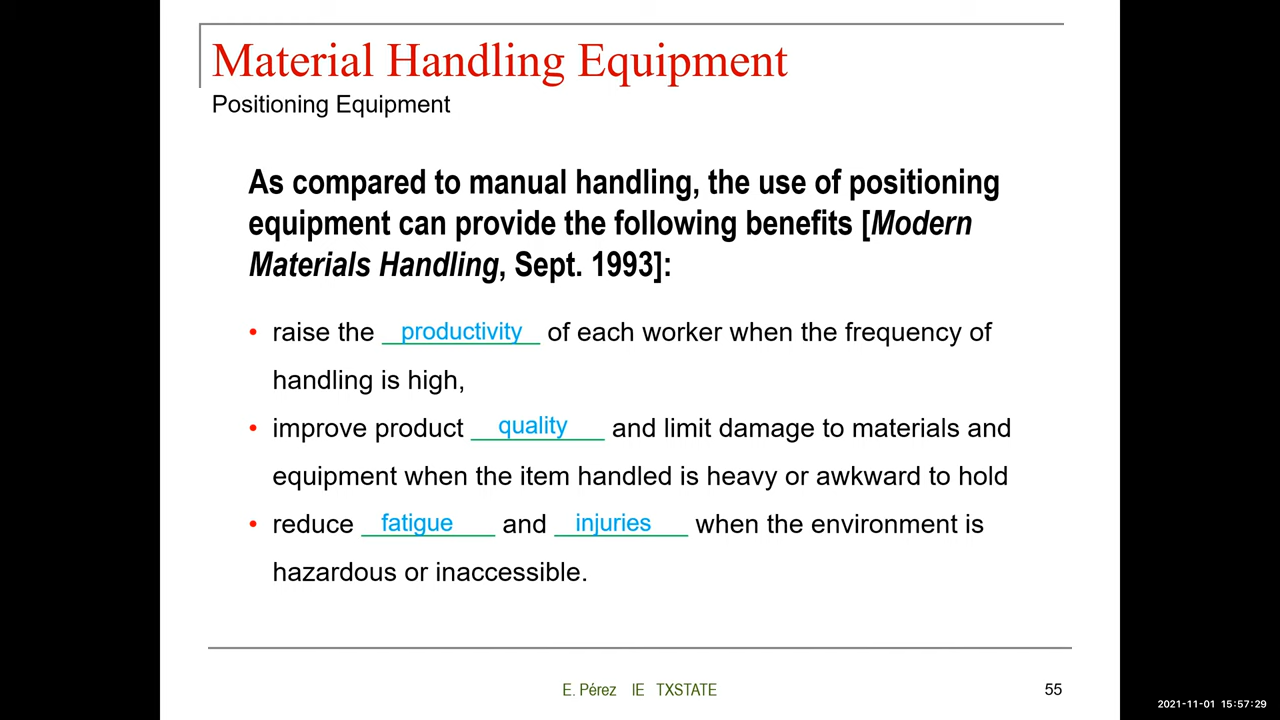 Material Handling Equipment
Positioning Equipment
As compared to manual handling, the use of positioning
equipment can provide the following benefits [Modern
Materials Handling, Sept. 1993]:
• raise the productivity of each worker when the frequency of
handling is high,
• improve product quality and limit damage to materials and
equipment when the item handled is heavy or awkward to hold
• reduce fatigue and injuries when the environment is
hazardous or inaccessible.
E. Pérez IE TXSTATE
55
2021-11-01 15:57:29